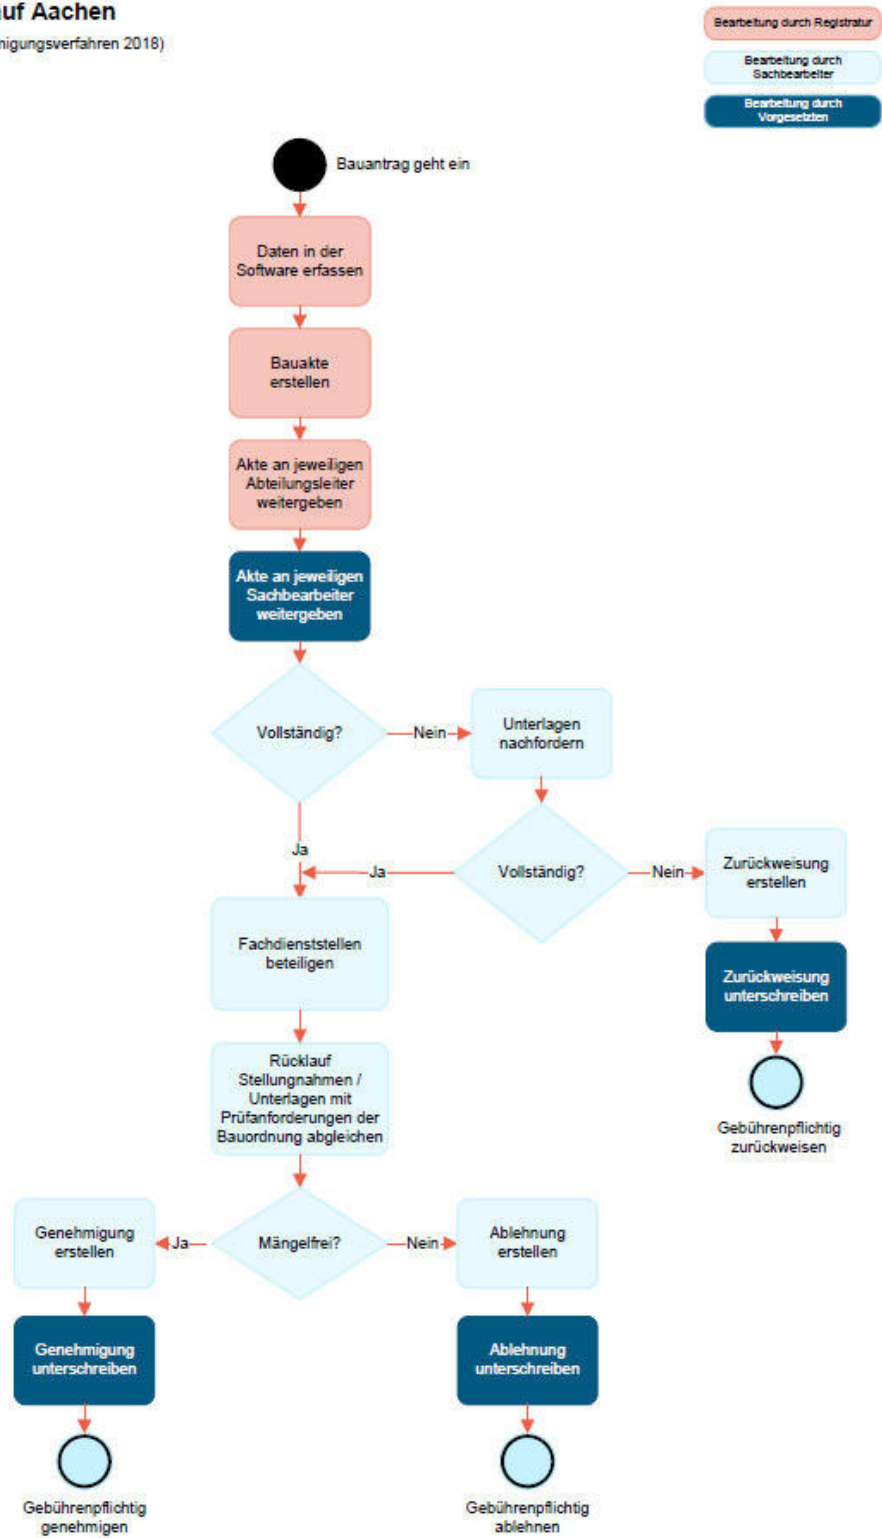 auf Aachen
nigungsverfahren 2018)
Bearbeitung durch Registratur
Bearbeitung durch
Sachbearbeiter
Bearbeitung durch
Vorgesetzten
Bauantrag geht ein
Daten in der
Software erfassen
Bauakte
erstellen
Akte an jeweiligen
Abteilungsleiter
weitergeben
Akte an jeweiligen
Sachbearbeiter
weitergeben
Vollständig?
Nein
Unterlagen
nachfordern
Ja
Ja
Vollständig?
Nein
Zurückweisung
erstellen
Fachdienststellen
beteiligen
Zurückweisung
unterschreiben
Rücklauf
Stellungnahmen /
Unterlagen mit
Prüfanforderungen der
Bauordnung abgleichen
Gebührenpflichtig
zurückweisen
Genehmigung
erstellen
Ja
Mängelfrei?
Nein
Ablehnung
erstellen
Genehmigung
unterschreiben
Ablehnung
unterschreiben
Gebührenpflichtig
genehmigen
Gebührenpflichtig
ablehnen